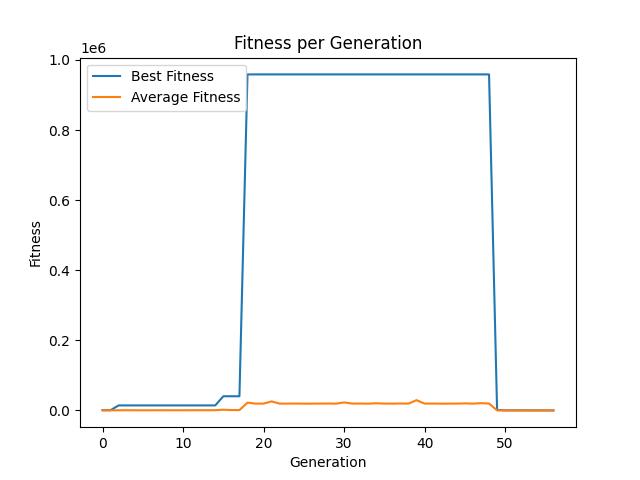 Fitness per Generation
1e6
Best Fitness
Average Fitness
1.0
0.8
0.6
0.4
0.2
0.0
Fitness
0 10 20 30 40 50
Generation